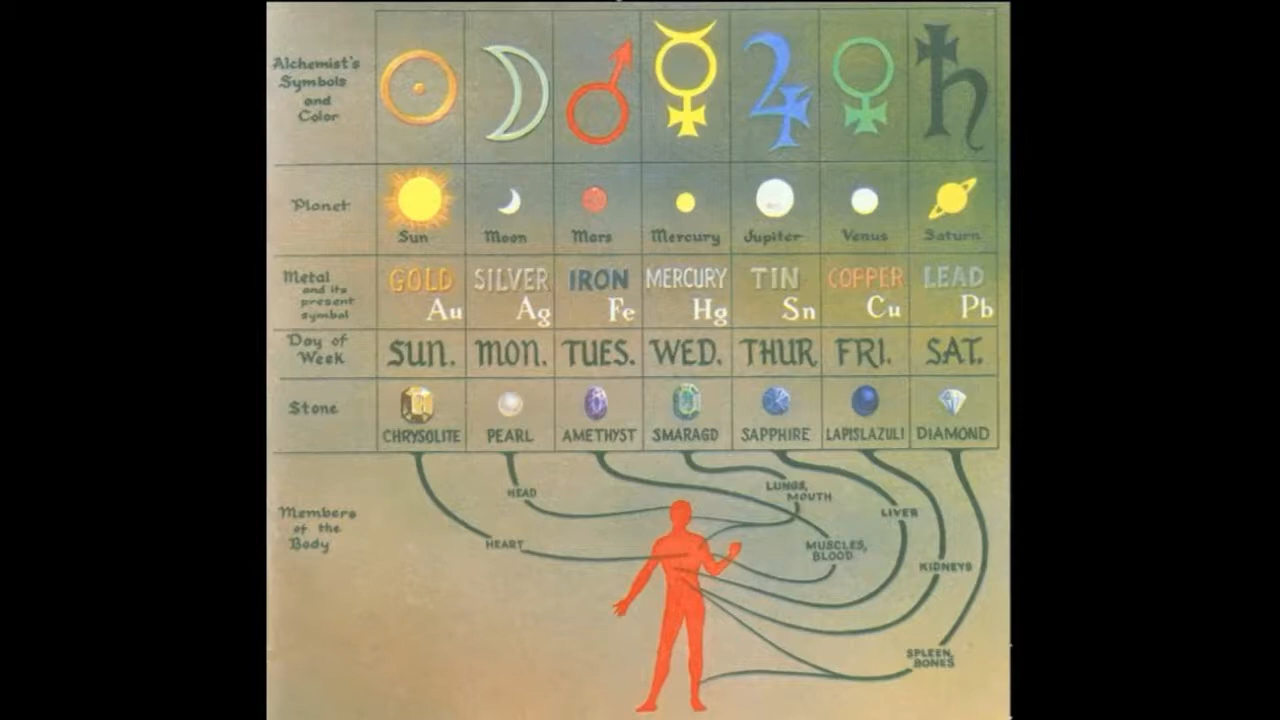 Alchemist's
Symbols
and
Color
Planet
Sun Moon Mars Mercury Jupiter Venus Saturn
Metal
and its
present
symbol
GOLD SILVER IRON MERCURY TIN COPPER LEAD
Au Ag Fe Hg Sn Cu Pb
Day of
Week
SUN. MON. TUES. WED. THUR FRI. SAT.
Stone
CHRYSOLITE PEARL AMETHYST SMARAGD SAPPHIRE LAPISLAZULI DIAMOND
Members
of the
Body
HEAD
LUNGS,
MOUTH
LIVER
HEART
MUSCLES,
BLOOD
KIDNEYS
SPLEEN,
BONES